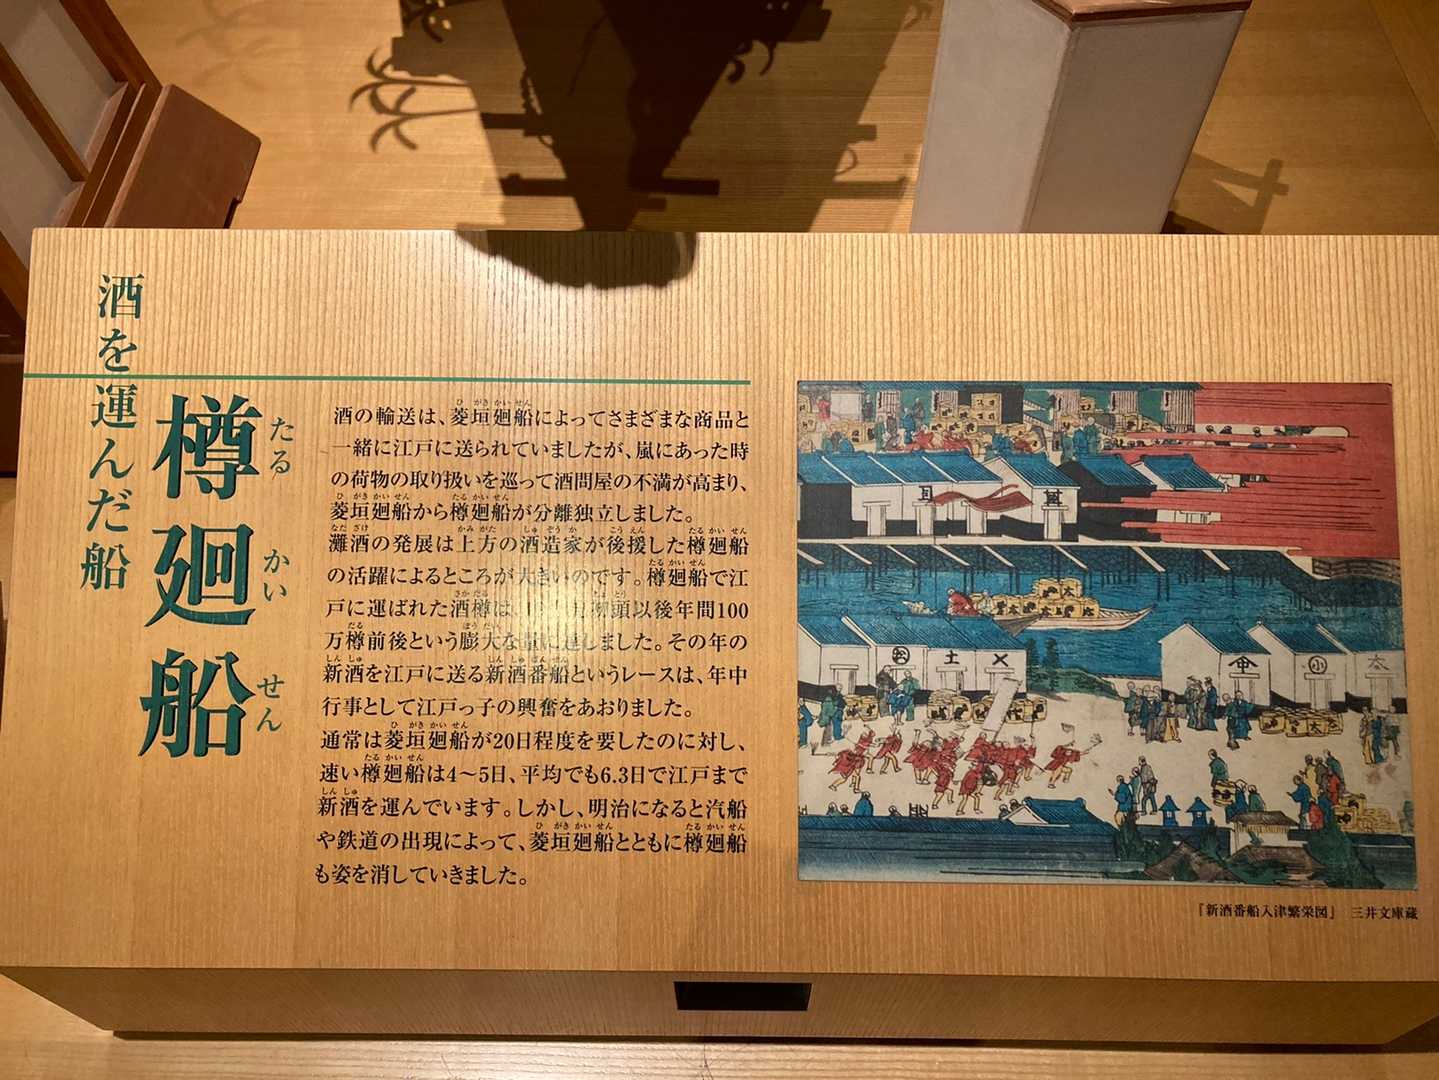 酒を運んだ船
樽廻船
たる かい せん
酒の輸送は、菱垣廻船によってさまざまな商品と
一緒に江戸に送られていましたが、嵐にあった時
の荷物の取り扱いを巡って酒問屋の不満が高まり、
菱垣廻船から樽廻船が分離独立しました。
灘酒の発展は上方の酒造家が後援した樽廻船
の活躍によるところが大きいのです。樽廻船で江
戸に運ばれた酒樽は、初頭以後年間100
万樽前後という膨大な量に達しました。その年の
新酒を江戸に送る新酒番船というレースは、年中
行事として江戸っ子の興奮をあおりました。
通常は菱垣廻船が20日程度を要したのに対し、
速い樽廻船は4〜5日、平均でも6.3日で江戸まで
新酒を運んでいます。しかし、明治になると汽船
や鉄道の出現によって、菱垣廻船とともに樽廻船
も姿を消していきました。
『新酒番船入津繁栄図』 三井文庫蔵